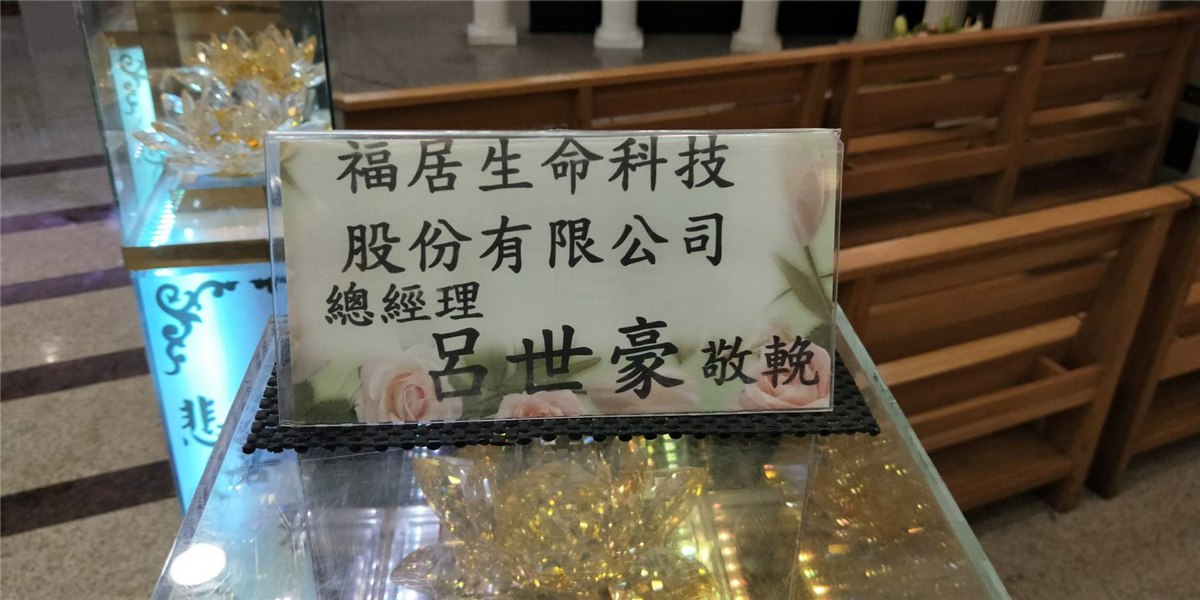 福居生命科技
股份有限公司
總經理
呂世豪敬輓
悲